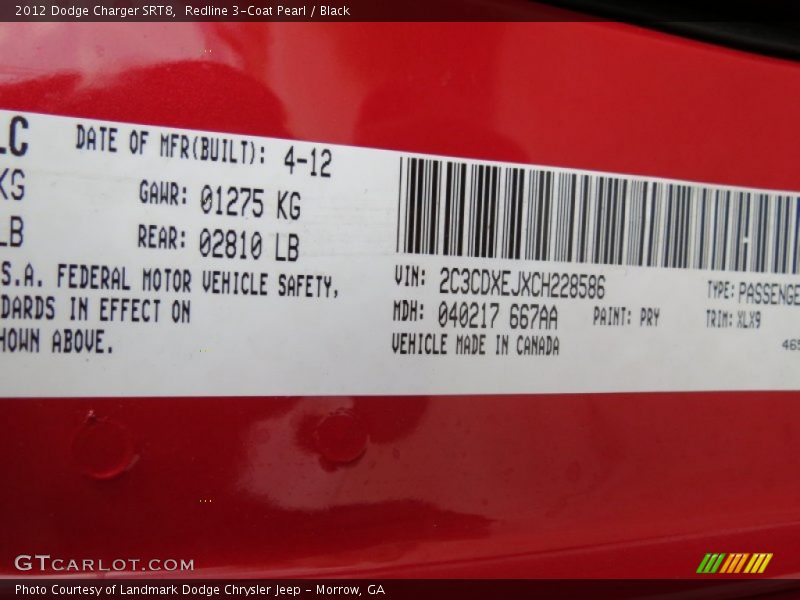 2012 Dodge Charger SRT8, Redline 3-Coat Pearl / Black
LC DATE OF MFR(BUILT): 4-12
KG GAWR: 01275 KG
LB REAR: 02810 LB
S.A. FEDERAL MOTOR VEHICLE SAFETY,
DARDS IN EFFECT ON
HOWN ABOVE.
VIN: 2C3CDXEJXCH228586 TYPE: PASSENGE
MDH: 040217 667AA PAINT: PRY TRIM: XLX9
VEHICLE MADE IN CANADA 465
GTCARLOT.COM
Photo Courtesy of Landmark Dodge Chrysler Jeep - Morrow, GA